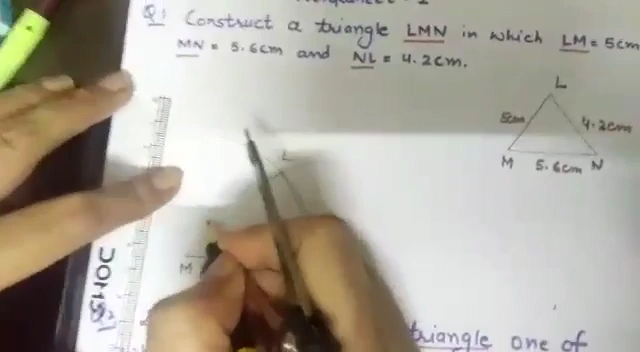 Q: Construct a triangle LMN in which LM = 5cm
MN = 5.6cm and NL = 4.2cm.
L
5cm 4.2cm
M 5.6cm N
L
M
triangle one of